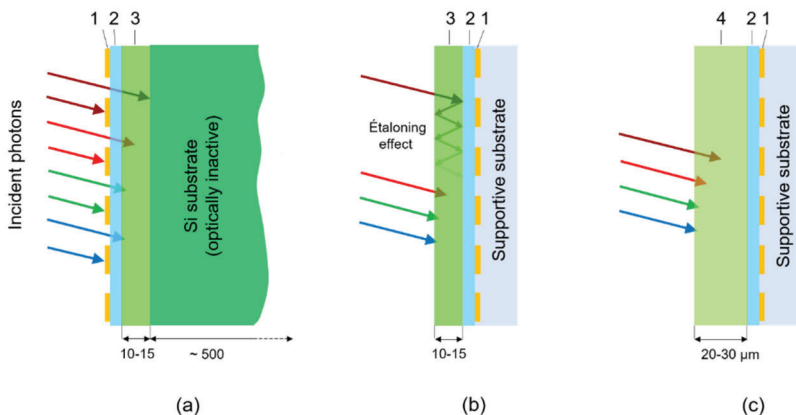 1 2 3
3 2 1
4 2 1
Incident photons
Si substrate
(optically inactive)
Étaloning
effect
Supportive substrate
Supportive substrate
10-15
~ 500
10-15
20-30 µm
(a)
(b)
(c)